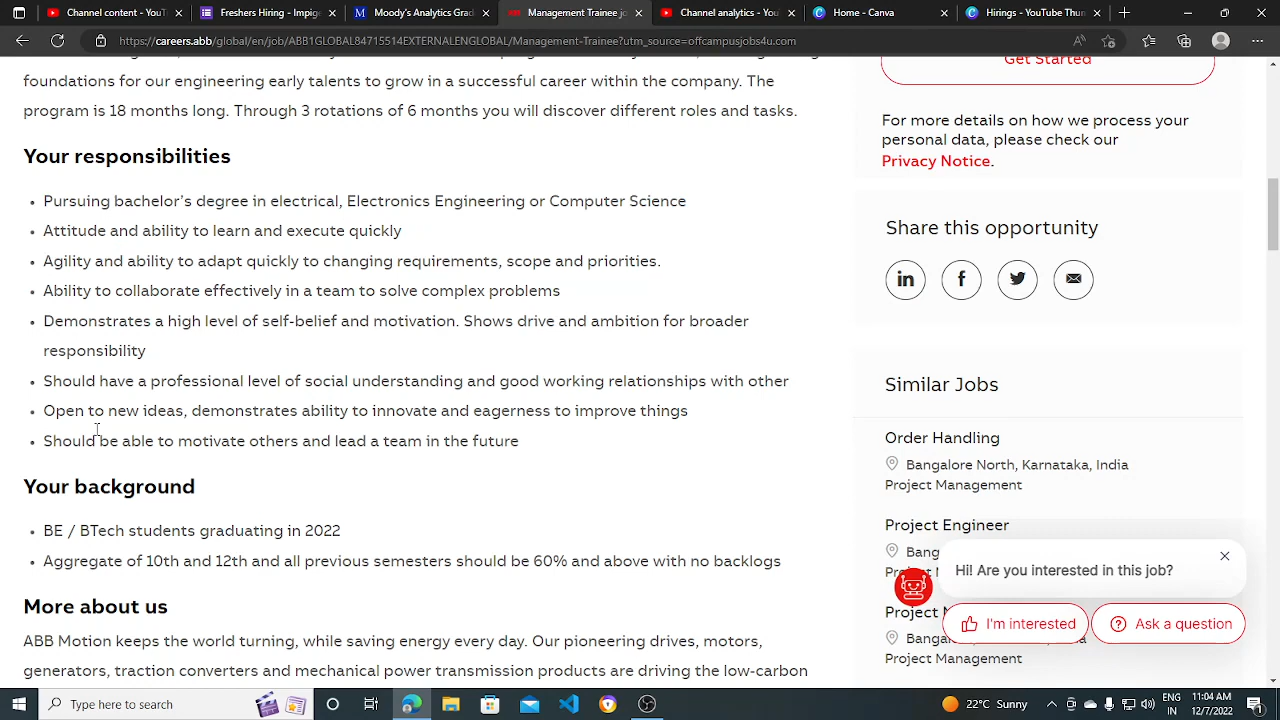 Channel content - YouT
Freshers Hiring - Impige
Moody's Analytics Grad
Management Trainee jo
Channel analytics - You
Home - Canva
Hirings - YouTube Thum
https://careers.abb/global/en/job/ABB1GLOBAL84715514EXTERNALENGLOBAL/Management-Trainee?utm_source=offcampusjobs4u.com
foundations for our engineering early talents to grow in a successful career within the company. The
program is 18 months long. Through 3 rotations of 6 months you will discover different roles and tasks.
Your responsibilities
• Pursuing bachelor's degree in electrical, Electronics Engineering or Computer Science
• Attitude and ability to learn and execute quickly
• Agility and ability to adapt quickly to changing requirements, scope and priorities.
• Ability to collaborate effectively in a team to solve complex problems
• Demonstrates a high level of self-belief and motivation. Shows drive and ambition for broader
responsibility
• Should have a professional level of social understanding and good working relationships with other
• Open to new ideas, demonstrates ability to innovate and eagerness to improve things
• Should be able to motivate others and lead a team in the future
Your background
• BE / BTech students graduating in 2022
• Aggregate of 10th and 12th and all previous semesters should be 60% and above with no backlogs
More about us
ABB Motion keeps the world turning, while saving energy every day. Our pioneering drives, motors,
generators, traction converters and mechanical power transmission products are driving the low-carbon
Get Started
For more details on how we process your
personal data, please check our
Privacy Notice.
Share this opportunity
Similar Jobs
Order Handling
Bangalore North, Karnataka, India
Project Management
Project Engineer
Hi! Are you interested in this job?
I'm interested
Ask a question
Project Management
Type here to search
22°C Sunny
ENG
IN
11:04 AM
12/7/2022